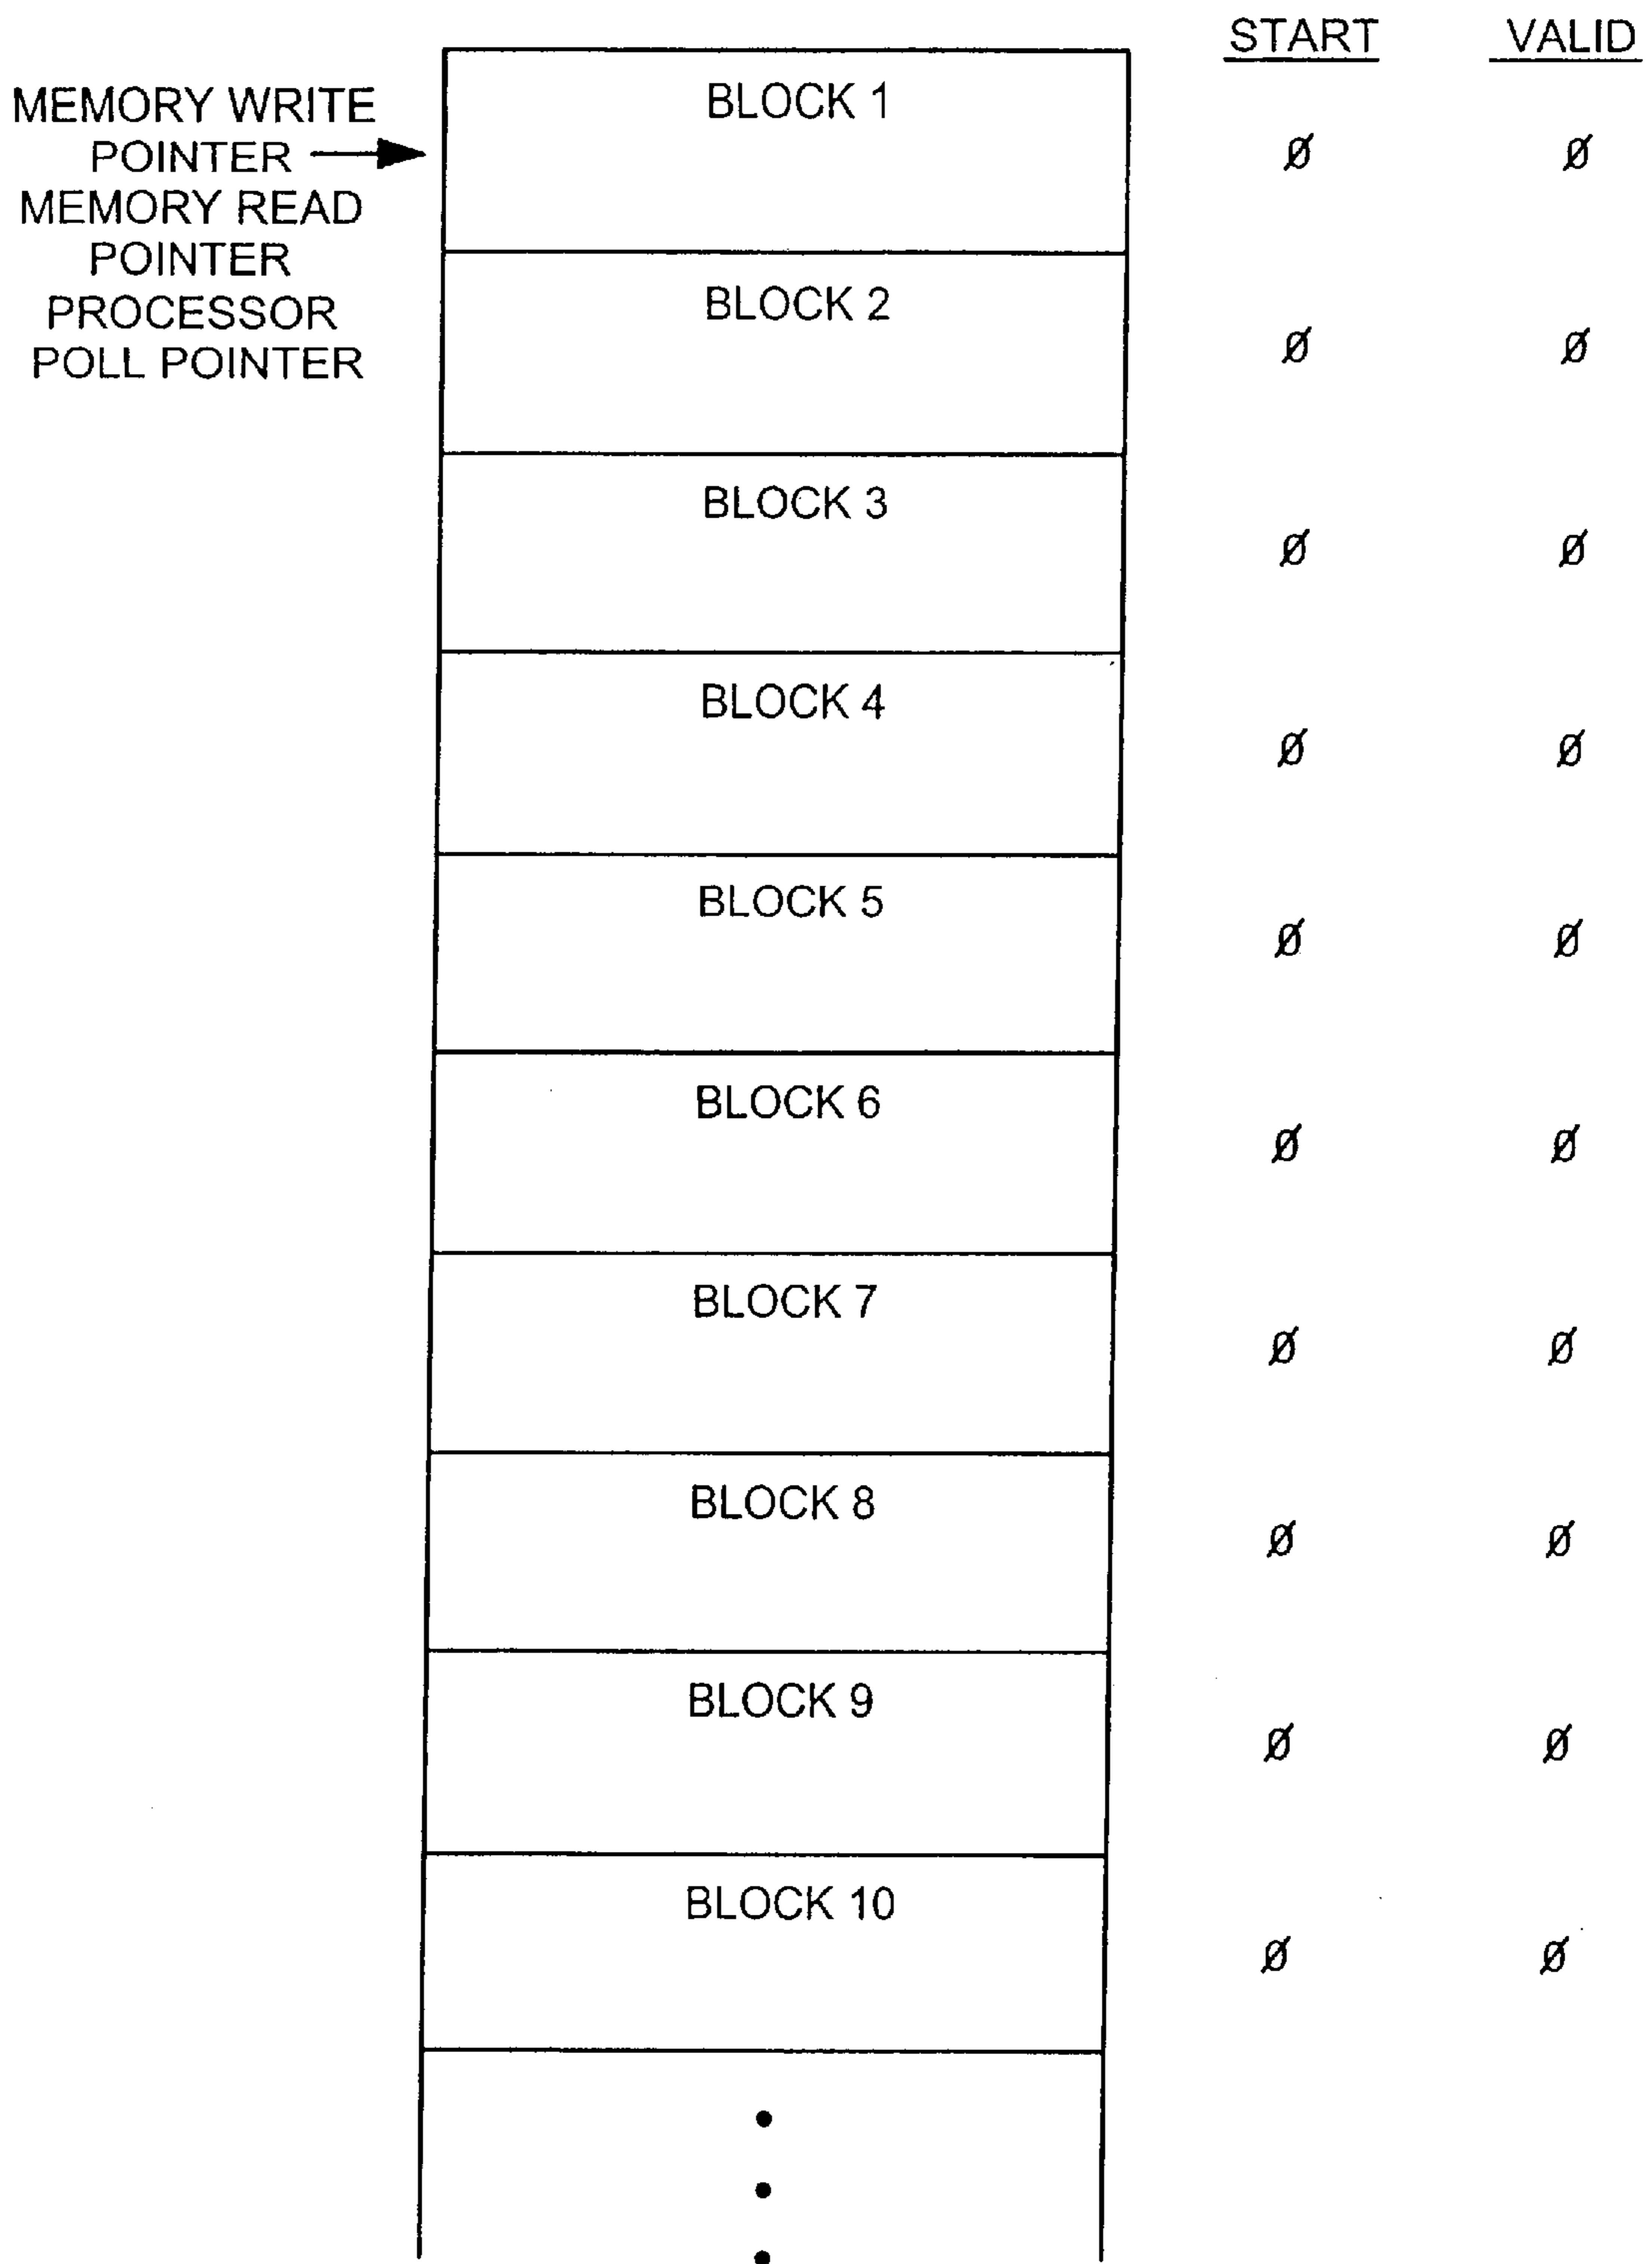 START VALID
MEMORY WRITE
POINTER
MEMORY READ
POINTER
PROCESSOR
POLL POINTER
BLOCK 1
Ø Ø
BLOCK 2
Ø Ø
BLOCK 3
Ø Ø
BLOCK 4
Ø Ø
BLOCK 5
Ø Ø
BLOCK 6
Ø Ø
BLOCK 7
Ø Ø
BLOCK 8
Ø Ø
BLOCK 9
Ø Ø
BLOCK 10
Ø Ø